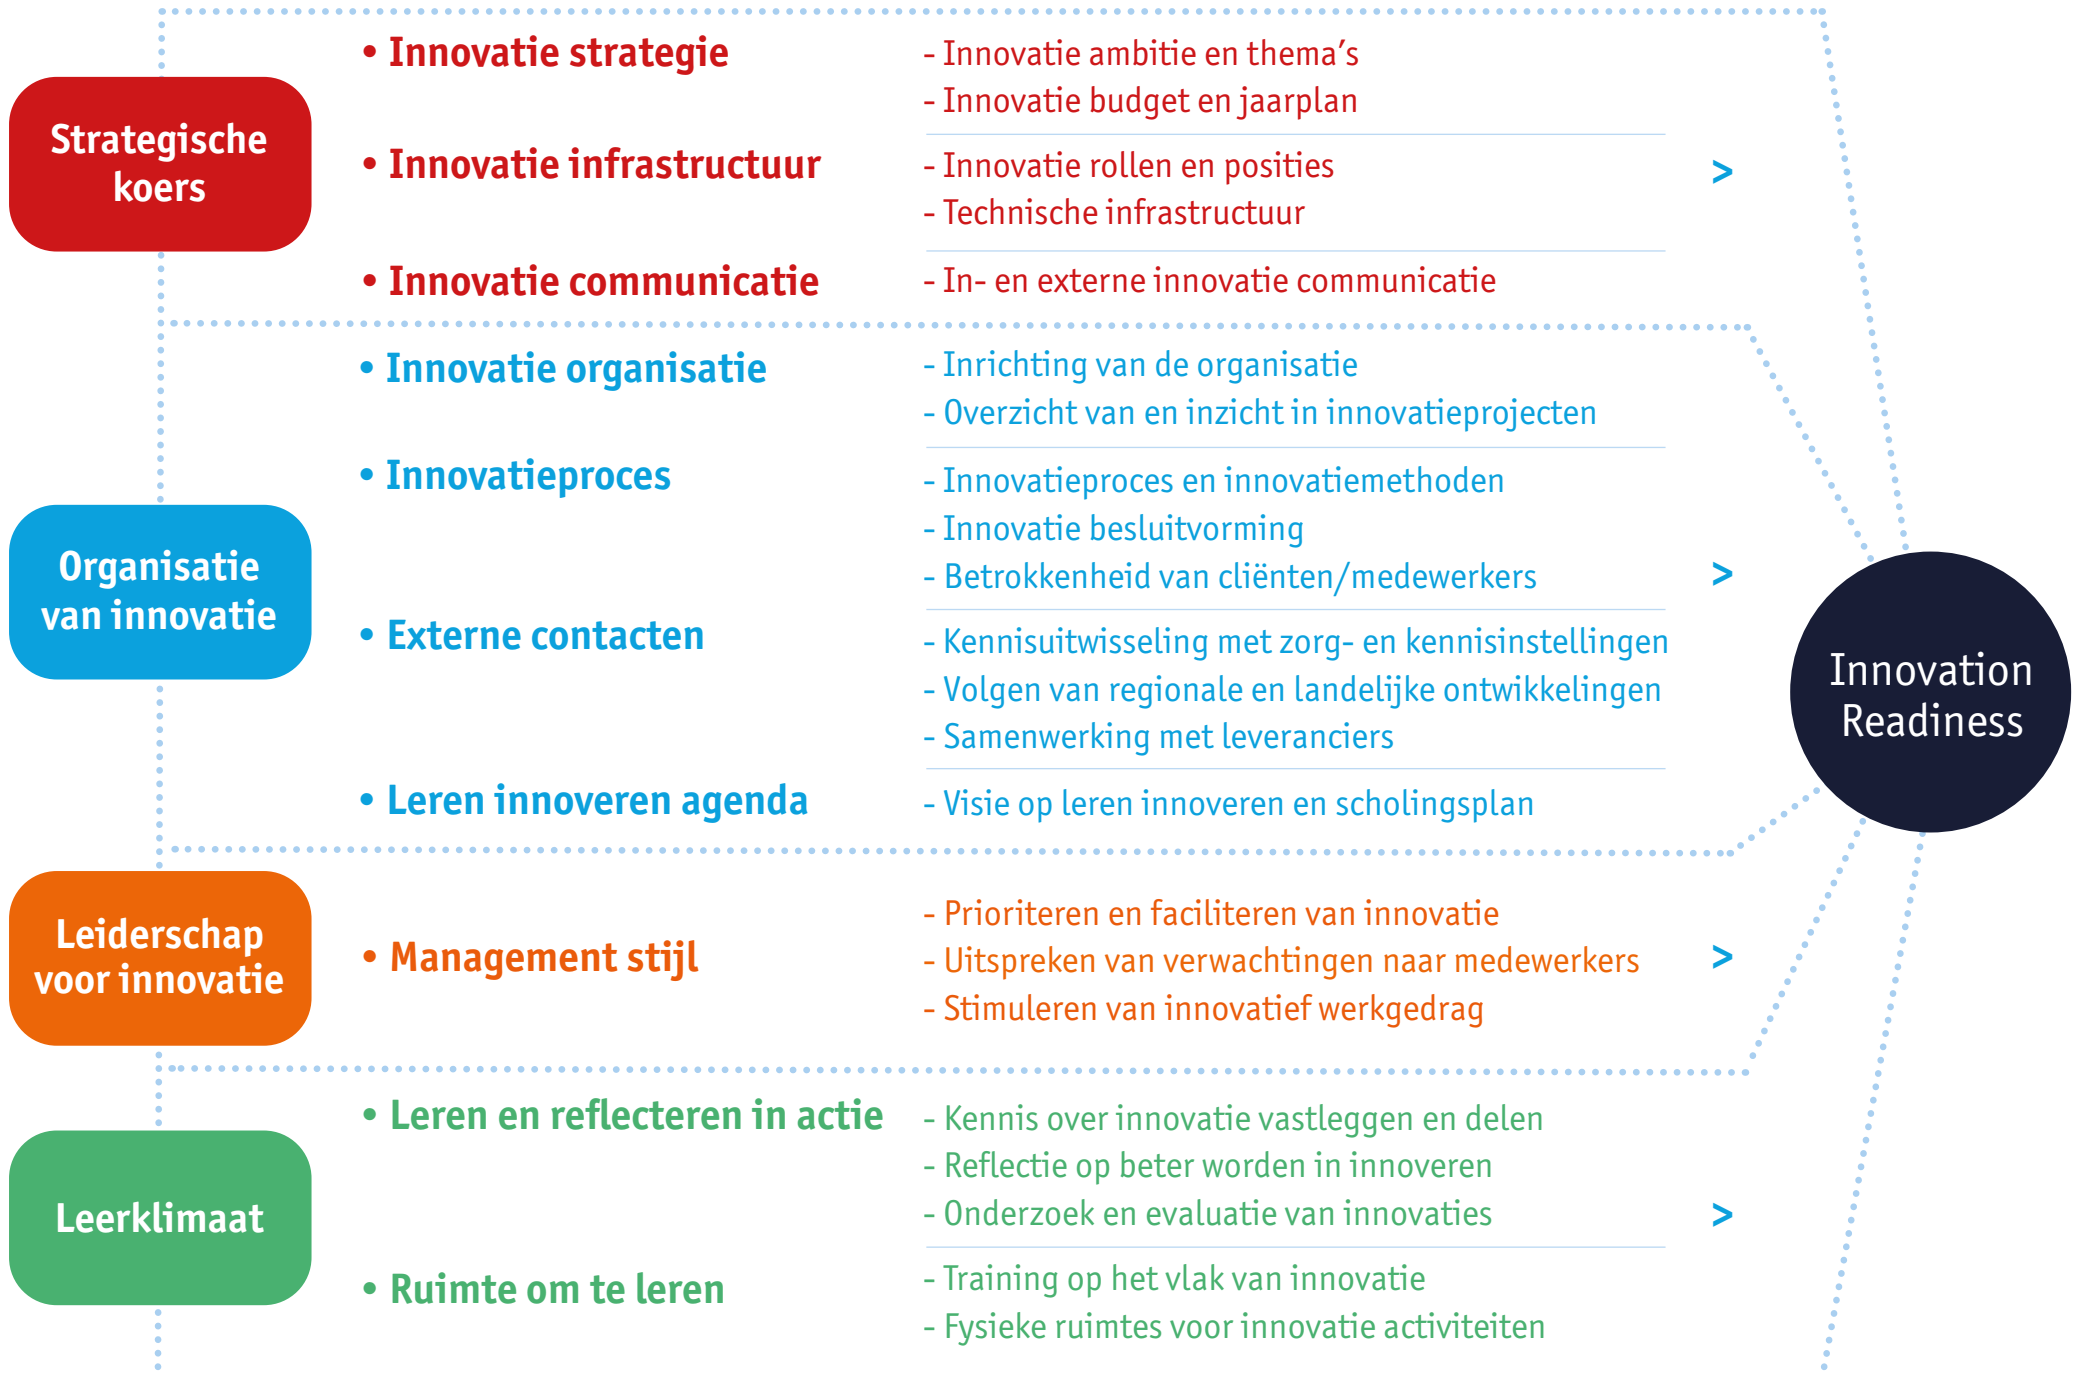 Strategische
koers
• Innovatie strategie
- Innovatie ambitie en thema’s
- Innovatie budget en jaarplan
• Innovatie infrastructuur
- Innovatie rollen en posities
- Technische infrastructuur
>
• Innovatie communicatie
- In- en externe innovatie communicatie
Organisatie
van innovatie
• Innovatie organisatie
- Inrichting van de organisatie
- Overzicht van en inzicht in innovatieprojecten
• Innovatieproces
- Innovatieproces en innovatiemethoden
- Innovatie besluitvorming
- Betrokkenheid van cliënten/medewerkers
>
• Externe contacten
- Kennisuitwisseling met zorg- en kennisinstellingen
- Volgen van regionale en landelijke ontwikkelingen
- Samenwerking met leveranciers
• Leren innoveren agenda
- Visie op leren innoveren en scholingsplan
Leiderschap
voor innovatie
• Management stijl
- Prioriteren en faciliteren van innovatie
- Uitspreken van verwachtingen naar medewerkers
- Stimuleren van innovatief werkgedrag
>
Leerklimaat
• Leren en reflecteren in actie
- Kennis over innovatie vastleggen en delen
- Reflectie op beter worden in innoveren
- Onderzoek en evaluatie van innovaties
>
• Ruimte om te leren
- Training op het vlak van innovatie
- Fysieke ruimtes voor innovatie activiteiten
Innovation
Readiness